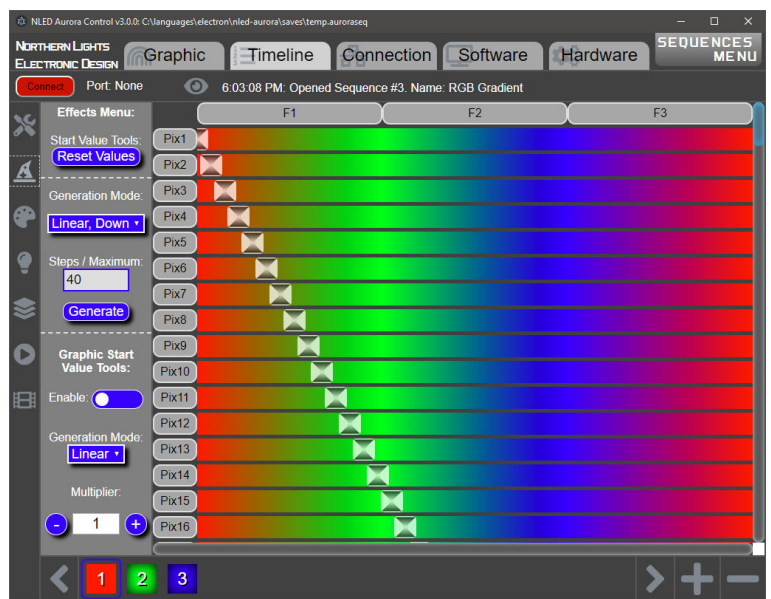 NLED Aurora Control v3.0.0: C:\languages\electron\nled-aurora\saves\temp.auroraseq
NORTHERN LIGHTS
ELECTRONIC DESIGN
Graphic
Timeline
Connection
Software
Hardware
SEQUENCES
MENU
Connect
Port: None
6:03:08 PM: Opened Sequence #3. Name: RGB Gradient
Effects Menu:
Start Value Tools:
Reset Values
Generation Mode:
Linear, Down
Steps / Maximum:
40
Generate
Graphic Start
Value Tools:
Enable:
Generation Mode:
Linear
Multiplier:
- 1 +
F1 F2 F3
Pix1
Pix2
Pix3
Pix4
Pix5
Pix6
Pix7
Pix8
Pix9
Pix10
Pix11
Pix12
Pix13
Pix14
Pix15
Pix16
1 2 3